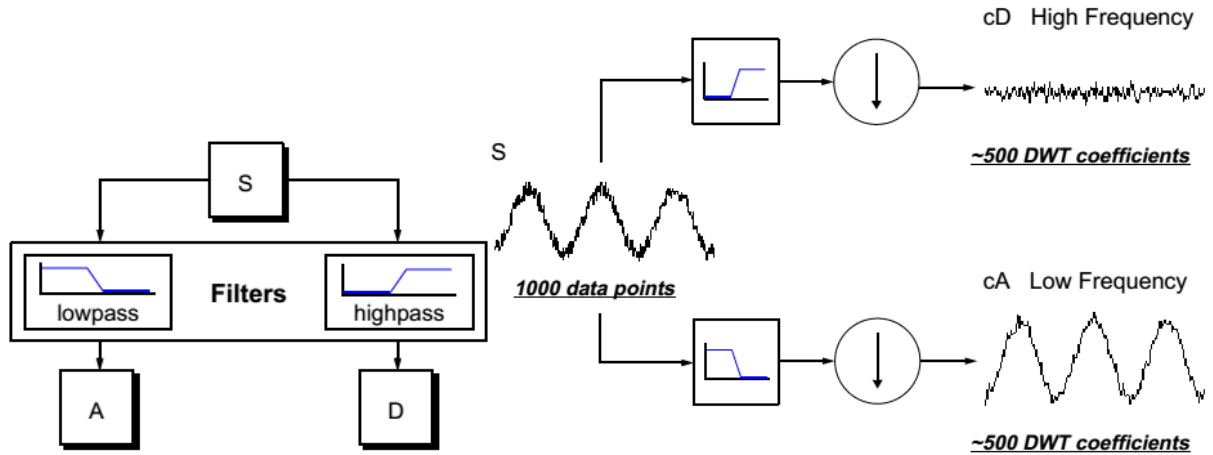 S
lowpass
Filters
highpass
A
D
S
1000 data points
cD High Frequency
~500 DWT coefficients
cA Low Frequency
~500 DWT coefficients